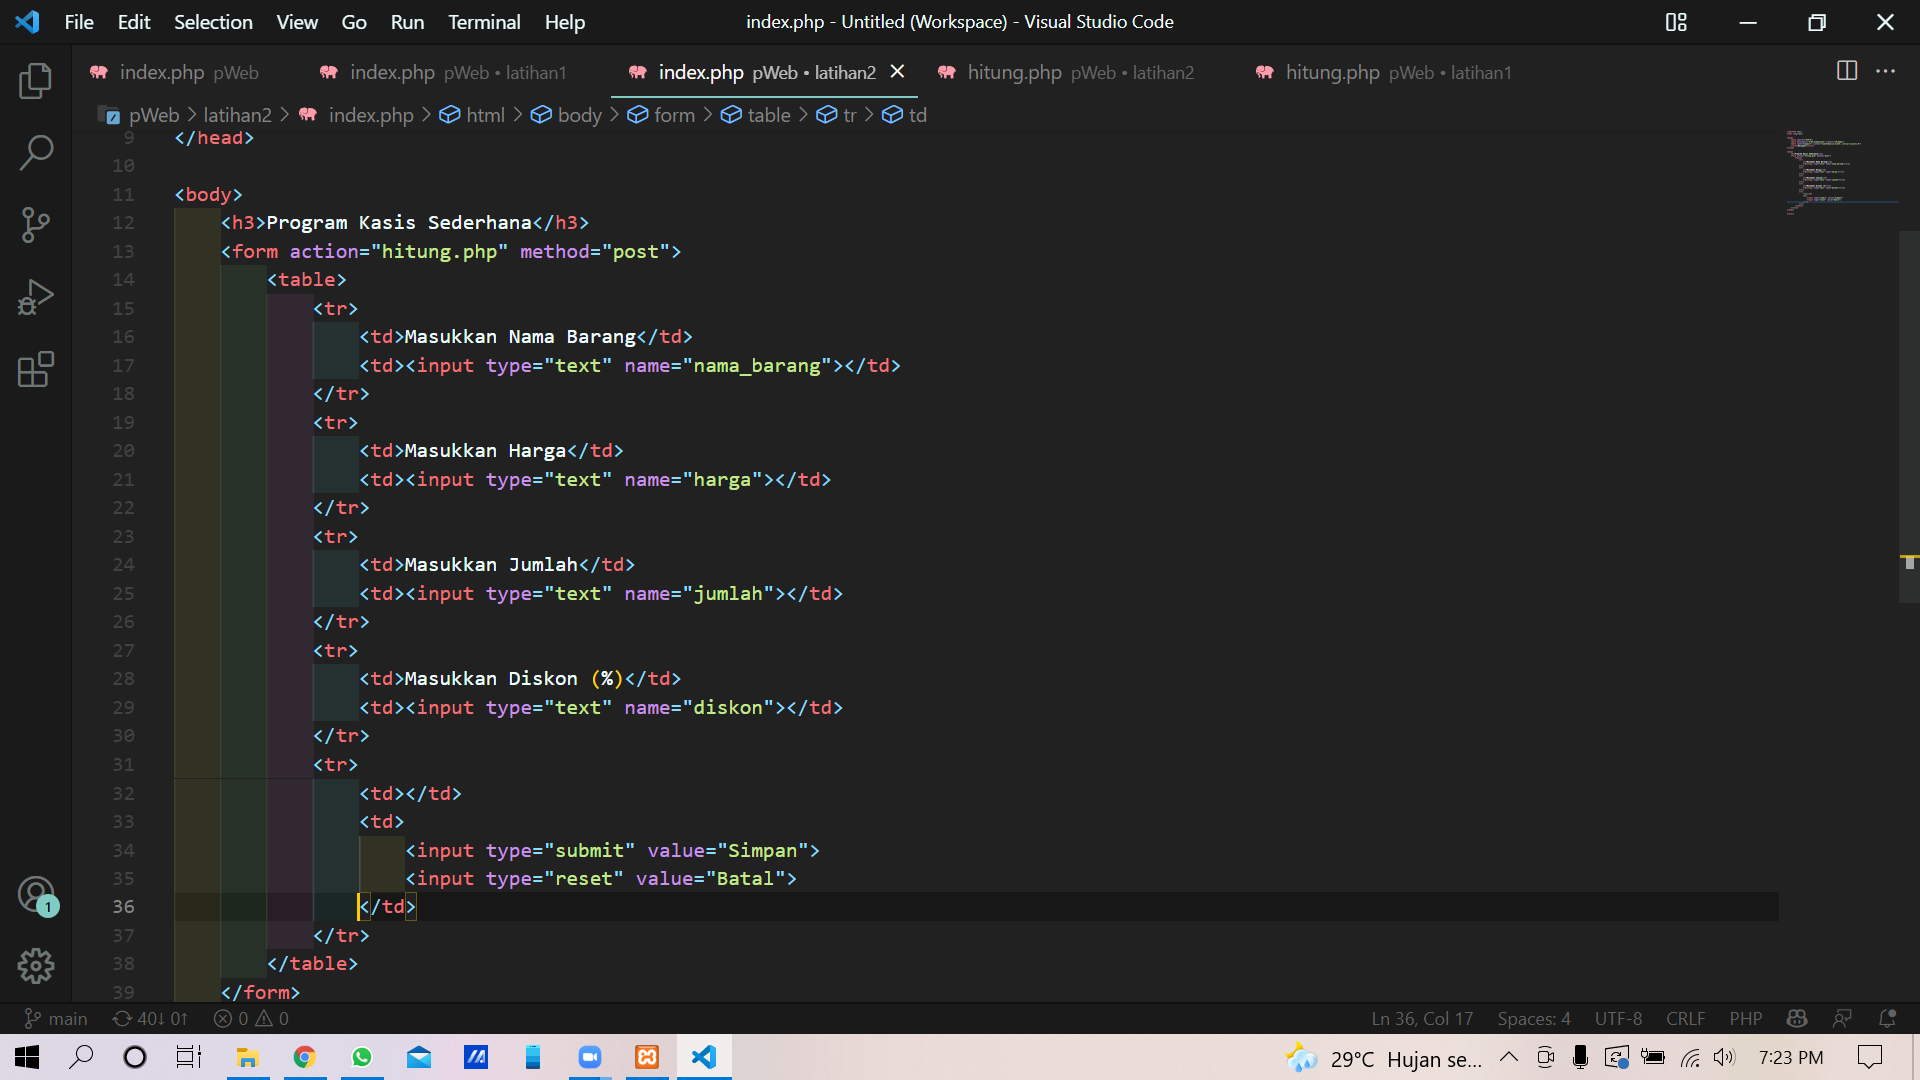 File Edit Selection View Go Run Terminal Help index.php - Untitled (Workspace) - Visual Studio Code
index.php pWeb index.php pWeb • latihan1 index.php pWeb • latihan2 hitung.php pWeb • latihan2 hitung.php pWeb • latihan1
pWeb > latihan2 > index.php > html > body > form > table > tr > td
9 </head>
10
11 <body>
12 <h3>Program Kasis Sederhana</h3>
13 <form action="hitung.php" method="post">
14 <table>
15 <tr>
16 <td>Masukkan Nama Barang</td>
17 <td><input type="text" name="nama_barang"></td>
18 </tr>
19 <tr>
20 <td>Masukkan Harga</td>
21 <td><input type="text" name="harga"></td>
22 </tr>
23 <tr>
24 <td>Masukkan Jumlah</td>
25 <td><input type="text" name="jumlah"></td>
26 </tr>
27 <tr>
28 <td>Masukkan Diskon (%)</td>
29 <td><input type="text" name="diskon"></td>
30 </tr>
31 <tr>
32 <td></td>
33 <td>
34 <input type="submit" value="Simpan">
35 <input type="reset" value="Batal">
36 </td>
37 </tr>
38 </table>
39 </form>
1
main 40↓ 0↑ 0 0 Ln 36, Col 17 Spaces: 4 UTF-8 CRLF PHP
29°C Hujan se... 7:23 PM